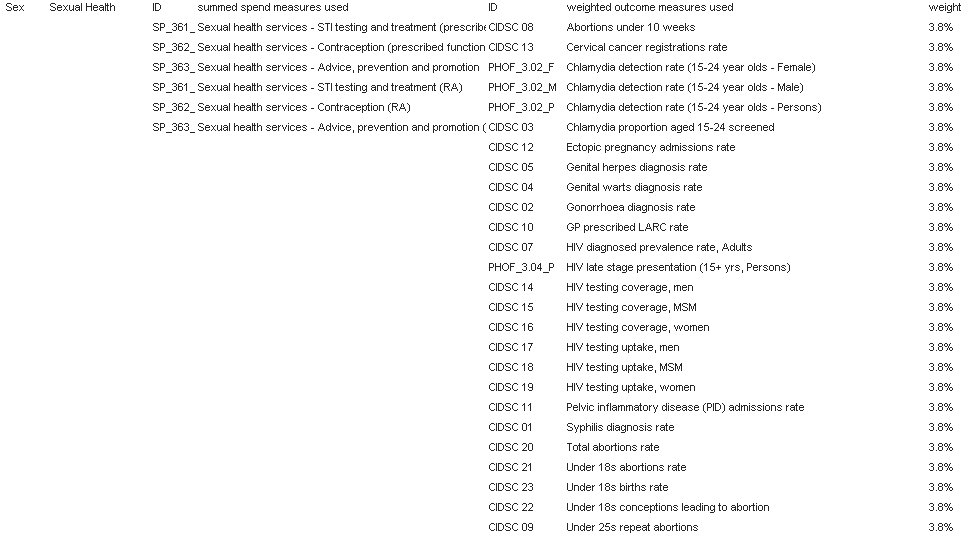 Sex Sexual Health ID summed spend measures used ID weighted outcome measures used weight
SP_361_ Sexual health services - STI testing and treatment (prescribe CIDSC 08 Abortions under 10 weeks 3.8%
SP_362_ Sexual health services - Contraception (prescribed function CIDSC 13 Cervical cancer registrations rate 3.8%
SP_363_ Sexual health services - Advice, prevention and promotion PHOF_3.02_F Chlamydia detection rate (15-24 year olds - Female) 3.8%
SP_361_ Sexual health services - STI testing and treatment (RA) PHOF_3.02_M Chlamydia detection rate (15-24 year olds - Male) 3.8%
SP_362_ Sexual health services - Contraception (RA) PHOF_3.02_P Chlamydia detection rate (15-24 year olds - Persons) 3.8%
SP_363_ Sexual health services - Advice, prevention and promotion ( CIDSC 03 Chlamydia proportion aged 15-24 screened 3.8%
CIDSC 12 Ectopic pregnancy admissions rate 3.8%
CIDSC 05 Genital herpes diagnosis rate 3.8%
CIDSC 04 Genital warts diagnosis rate 3.8%
CIDSC 02 Gonorrhoea diagnosis rate 3.8%
CIDSC 10 GP prescribed LARC rate 3.8%
CIDSC 07 HIV diagnosed prevalence rate, Adults 3.8%
PHOF_3.04_P HIV late stage presentation (15+ yrs, Persons) 3.8%
CIDSC 14 HIV testing coverage, men 3.8%
CIDSC 15 HIV testing coverage, MSM 3.8%
CIDSC 16 HIV testing coverage, women 3.8%
CIDSC 17 HIV testing uptake, men 3.8%
CIDSC 18 HIV testing uptake, MSM 3.8%
CIDSC 19 HIV testing uptake, women 3.8%
CIDSC 11 Pelvic inflammatory disease (PID) admissions rate 3.8%
CIDSC 01 Syphilis diagnosis rate 3.8%
CIDSC 20 Total abortions rate 3.8%
CIDSC 21 Under 18s abortions rate 3.8%
CIDSC 23 Under 18s births rate 3.8%
CIDSC 22 Under 18s conceptions leading to abortion 3.8%
CIDSC 09 Under 25s repeat abortions 3.8%